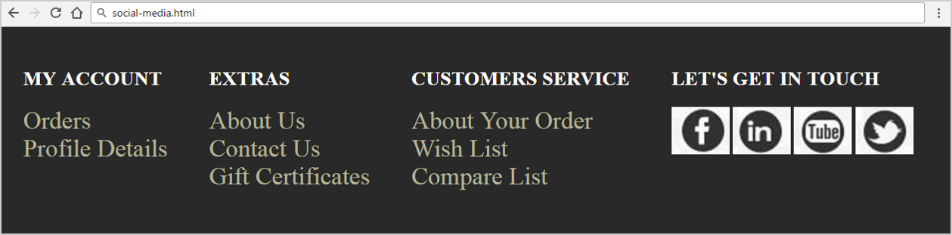 social-media.html
MY ACCOUNT
Orders
Profile Details
EXTRAS
About Us
Contact Us
Gift Certificates
CUSTOMERS SERVICE
About Your Order
Wish List
Compare List
LET'S GET IN TOUCH
f
in
Tube